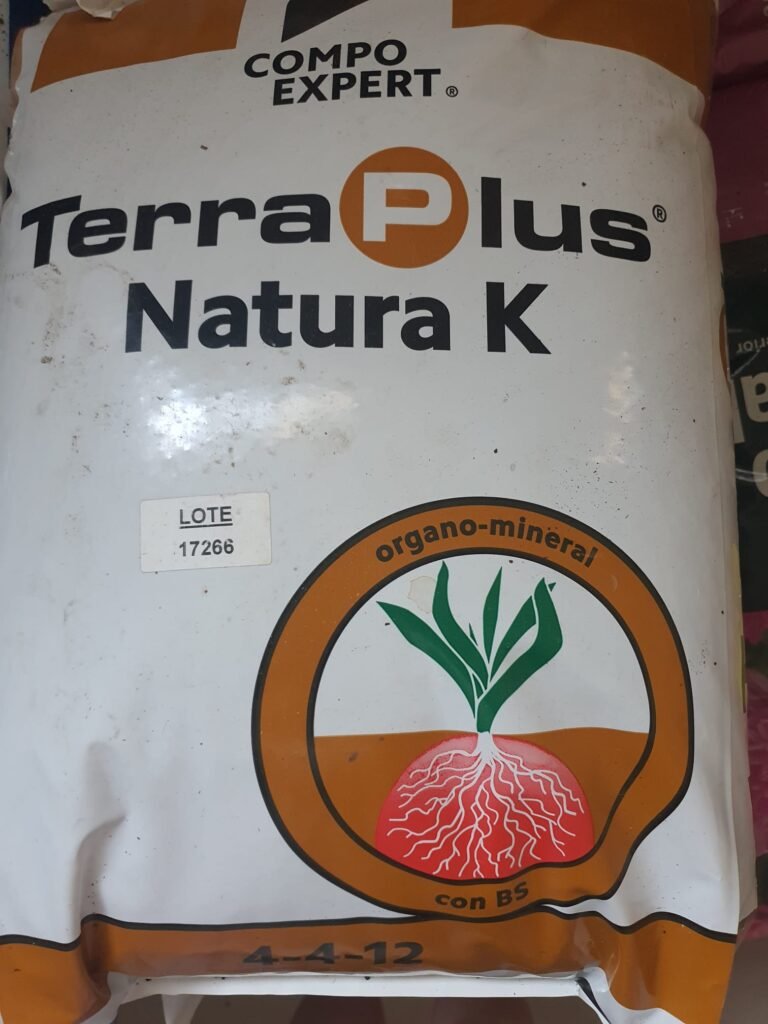 COMPO
EXPERT®
TerraPlus®
Natura K
LOTE
17266
organo-mineral
con BS
4-4-12